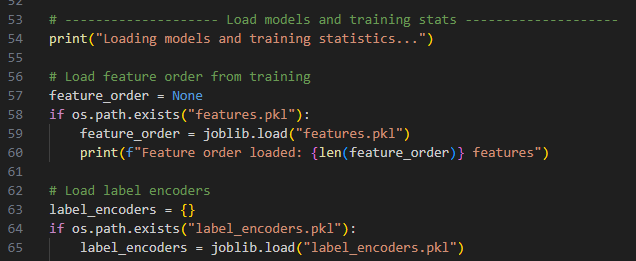 52
53 # ------------------- Load models and training stats -------------------
54 print("Loading models and training statistics...")
55
56 # Load feature order from training
57 feature_order = None
58 if os.path.exists("features.pkl"):
59     feature_order = joblib.load("features.pkl")
60     print(f"Feature order loaded: {len(feature_order)} features")
61
62 # Load label encoders
63 label_encoders = {}
64 if os.path.exists("label_encoders.pkl"):
65     label_encoders = joblib.load("label_encoders.pkl")